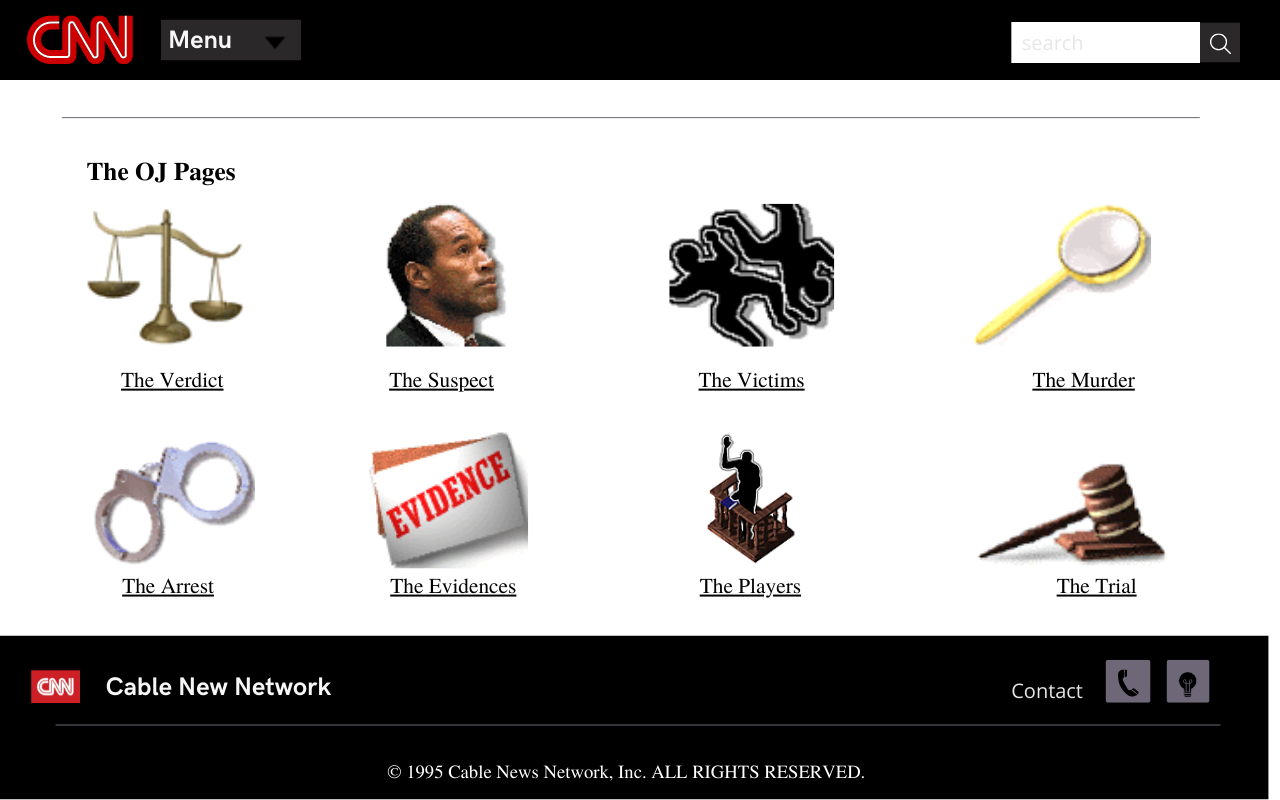 CNN Menu search
The OJ Pages
The Verdict The Suspect The Victims The Murder
EVIDENCE
The Arrest The Evidences The Players The Trial
CNN Cable New Network Contact
© 1995 Cable News Network, Inc. ALL RIGHTS RESERVED.